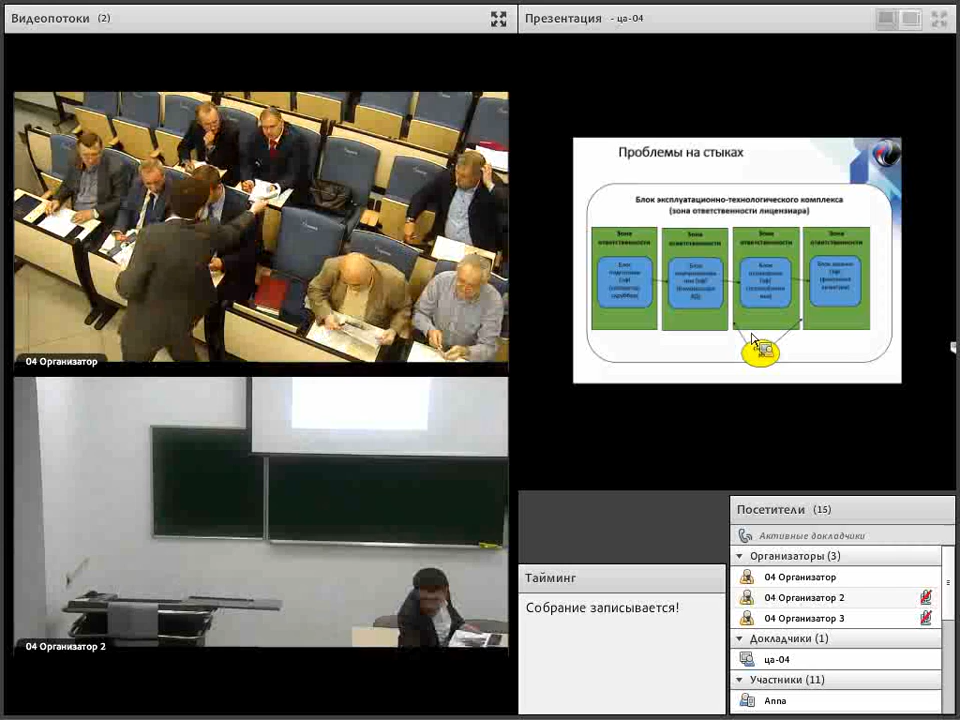 Видеопотоки (2)
04 Организатор
04 Организатор 2
Презентация - ца-04
Проблемы на стыках
Блок эксплуатационно-технологического комплекса
(зона ответственности лицензиара)
Зона
ответственности
Зона
ответственности
Зона
ответственности
Зона
ответственности
Тайминг
Собрание записывается!
Посетители (15)
Активные докладчики
Организаторы (3)
04 Организатор
04 Организатор 2
04 Организатор 3
Докладчики (1)
ца-04
Участники (11)
Anna